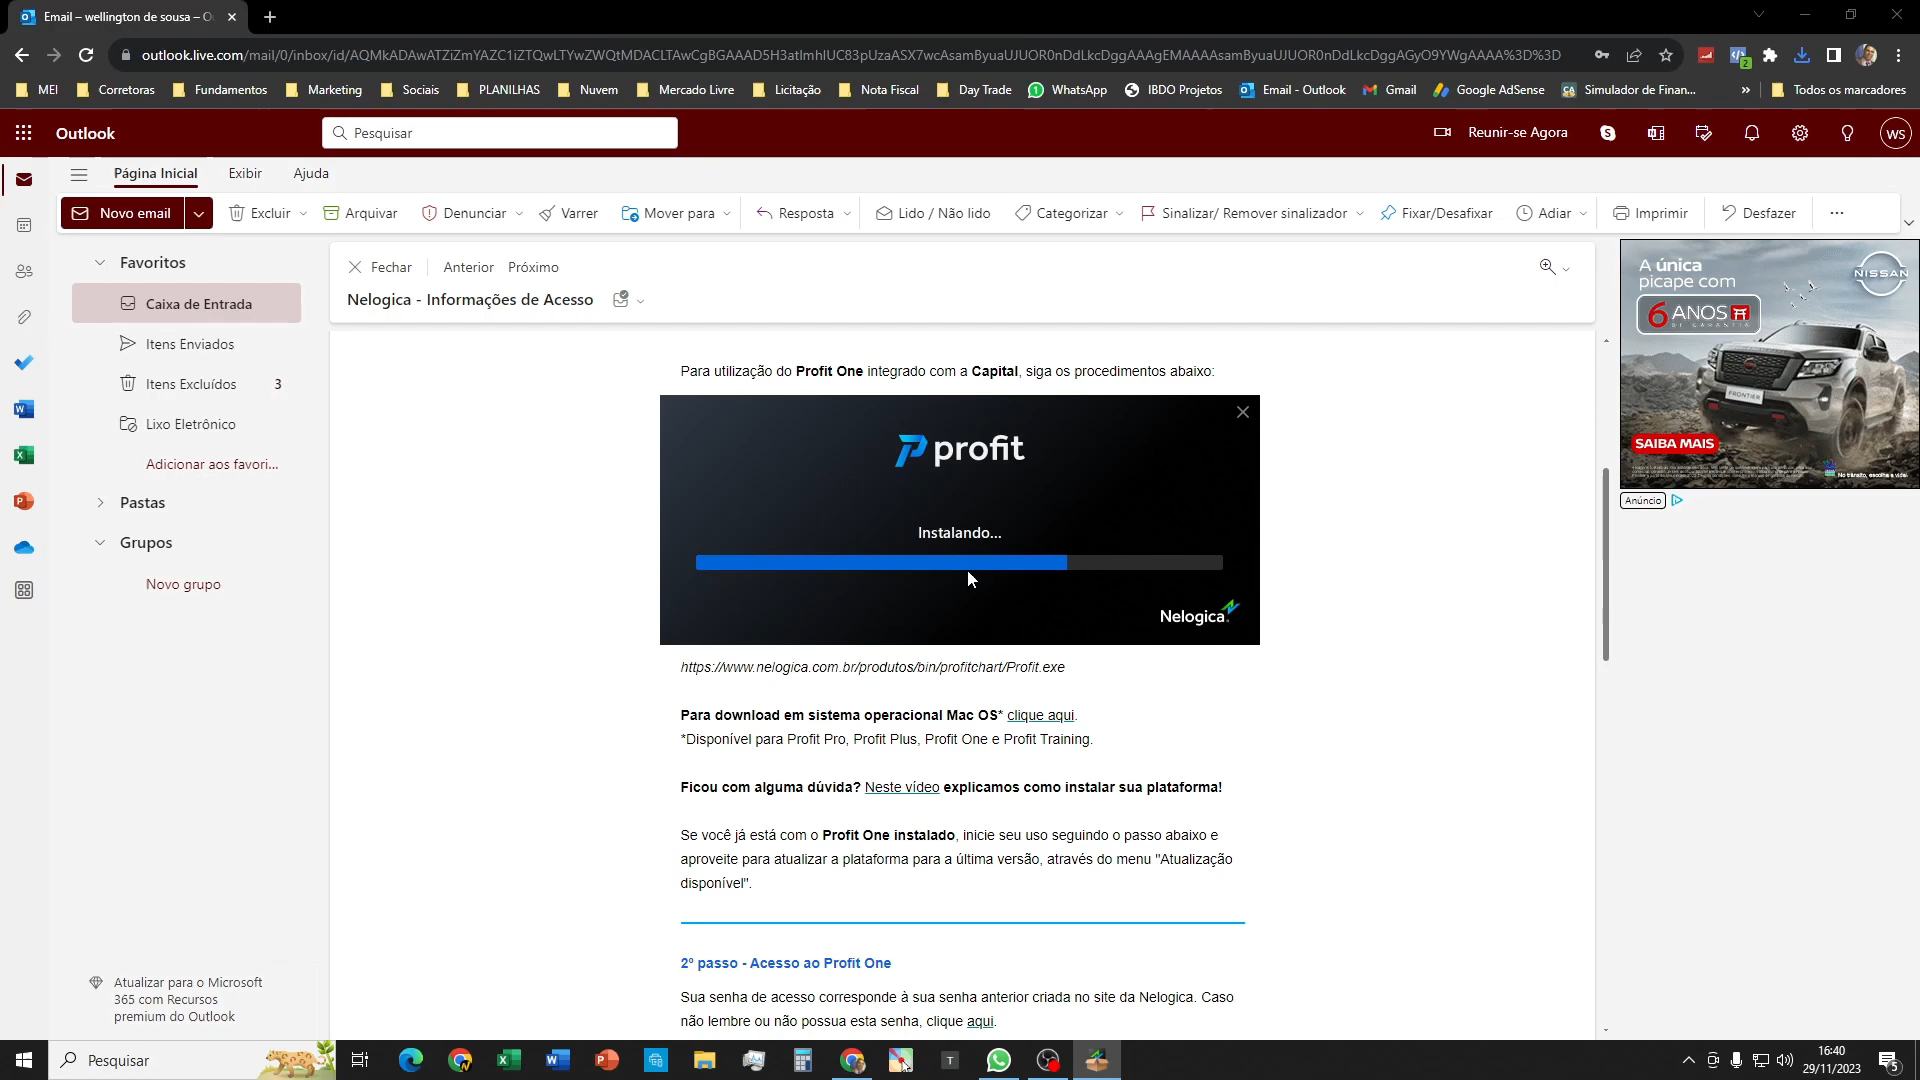 Email – wellington de sousa – O
outlook.live.com/mail/0/inbox/id/AQMkADAwATZiZmYAZC1iZTQwLTYwZWQtMDACLTAwCgBGAAAD5H3atImhIUC83pUzaASX7wcAsamByuaUJUOR0nDdLkcDggAAAgEMAAAAsamByuaUJUOR0nDdLkcDggAGyO9YWgAAAA%3D%3D
2
MEI
Corretoras
Fundamentos
Marketing
Sociais
PLANILHAS
Nuvem
Mercado Livre
Licitação
Nota Fiscal
Day Trade
WhatsApp
IBDO Projetos
Email - Outlook
Gmail
Google AdSense
Simulador de Finan...
»
Todos os marcadores
Outlook
Pesquisar
Reunir-se Agora
WS
Página Inicial
Exibir
Ajuda
Novo email
Excluir
Arquivar
Denunciar
Varrer
Mover para
Resposta
Lido / Não lido
Categorizar
Sinalizar/ Remover sinalizador
Fixar/Desafixar
Adiar
Imprimir
Desfazer
...
Favoritos
Caixa de Entrada
Itens Enviados
Itens Excluídos 3
Lixo Eletrônico
Adicionar aos favori...
Pastas
Grupos
Novo grupo
Atualizar para o Microsoft
365 com Recursos
premium do Outlook
Fechar
Anterior
Próximo
Nelogica - Informações de Acesso
Para utilização do Profit One integrado com a Capital, siga os procedimentos abaixo:
profit
Instalando...
Nelogica
https://www.nelogica.com.br/produtos/bin/profitchart/Profit.exe
Para download em sistema operacional Mac OS* clique aqui.
*Disponível para Profit Pro, Profit Plus, Profit One e Profit Training.
Ficou com alguma dúvida? Neste vídeo explicamos como instalar sua plataforma!
Se você já está com o Profit One instalado, inicie seu uso seguindo o passo abaixo e
aproveite para atualizar a plataforma para a última versão, através do menu "Atualização
disponível".
2º passo - Acesso ao Profit One
Sua senha de acesso corresponde à sua senha anterior criada no site da Nelogica. Caso
não lembre ou não possua esta senha, clique aqui.
A única
picape com
6 ANOS
DE GARANTIA
NISSAN
FRONTIER
SAIBA MAIS
No trânsito, escolha a vida!
Anúncio
Pesquisar
T
16:40
29/11/2023
5